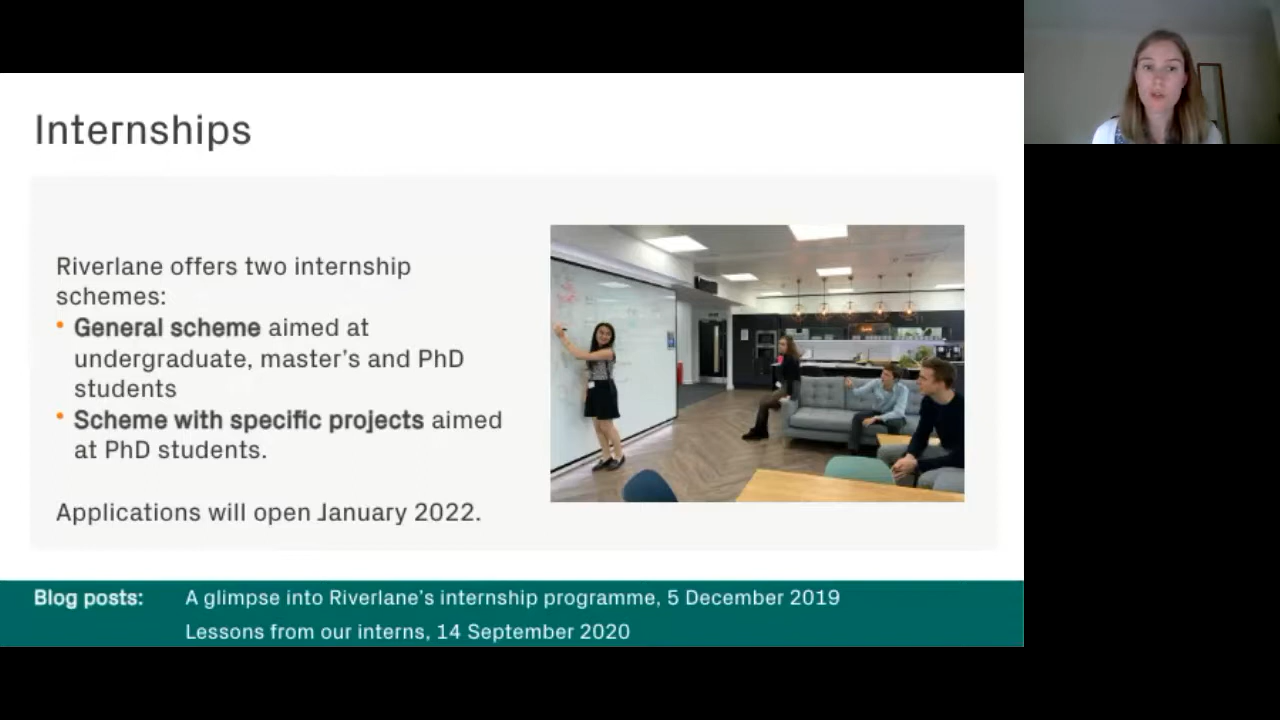 Internships
Riverlane offers two internship
schemes:
• General scheme aimed at
undergraduate, master's and PhD
students
• Scheme with specific projects aimed
at PhD students.
Applications will open January 2022.
Blog posts: A glimpse into Riverlane's internship programme, 5 December 2019
Lessons from our interns, 14 September 2020